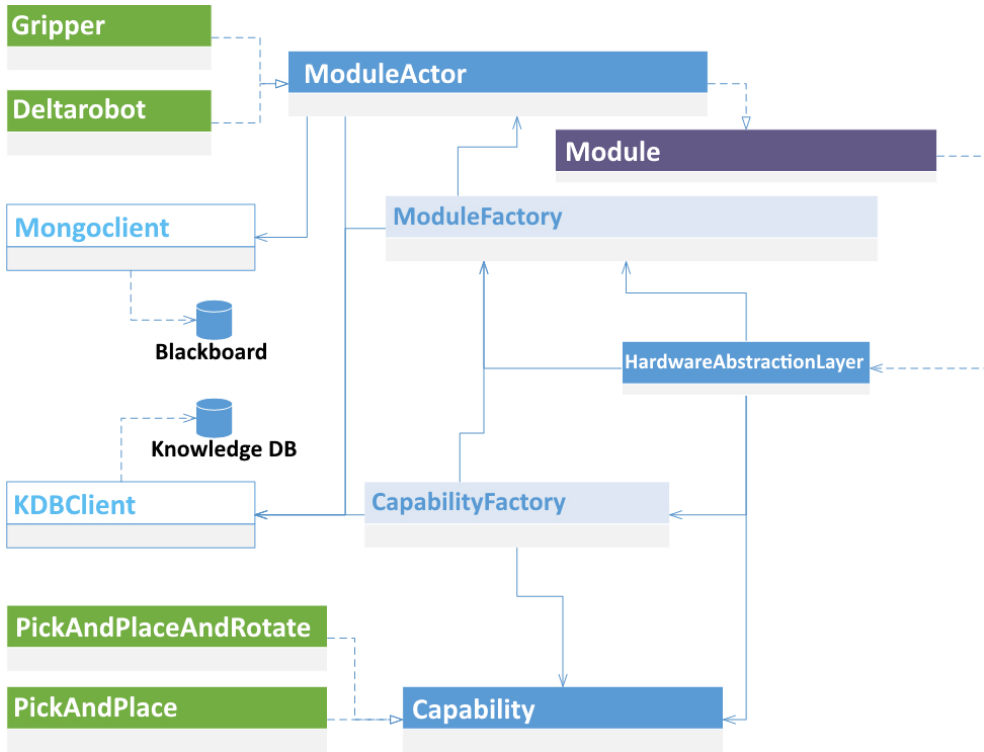 Gripper
ModuleActor
Deltarobot
Module
ModuleFactory
Mongoclient
Blackboard
HardwareAbstractionLayer
Knowledge DB
KDBClient
CapabilityFactory
PickAndPlaceAndRotate
PickAndPlace
Capability